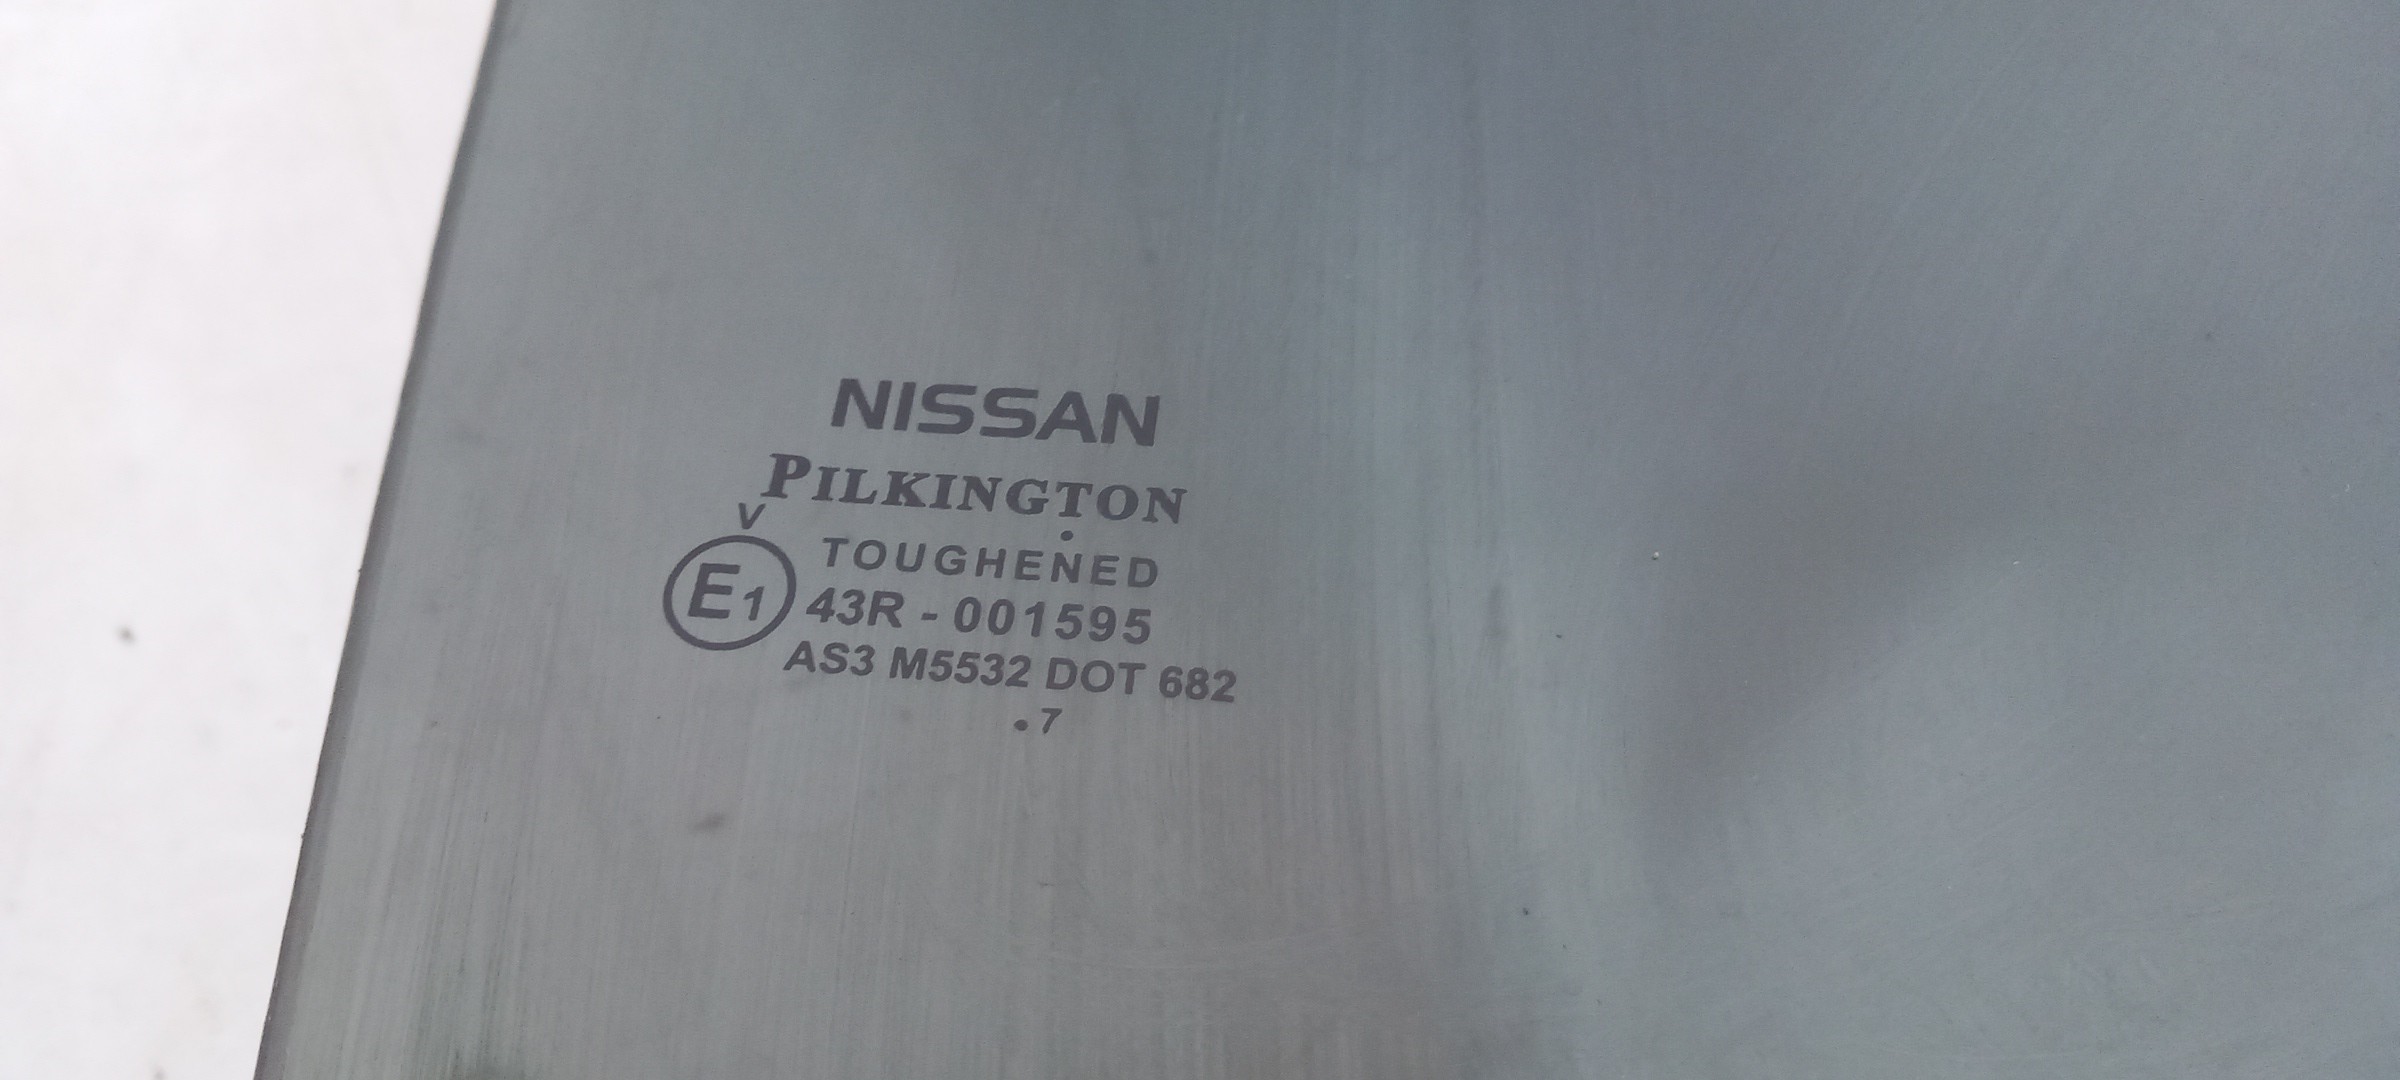 NISSAN
PILKINGTON
V
TOUGHENED
E1 43R - 001595
AS3 M5532 DOT 682
.7